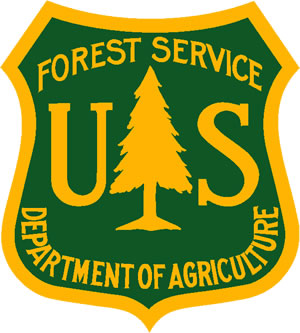 FOREST SERVICE
U S
DEPARTMENT OF AGRICULTURE